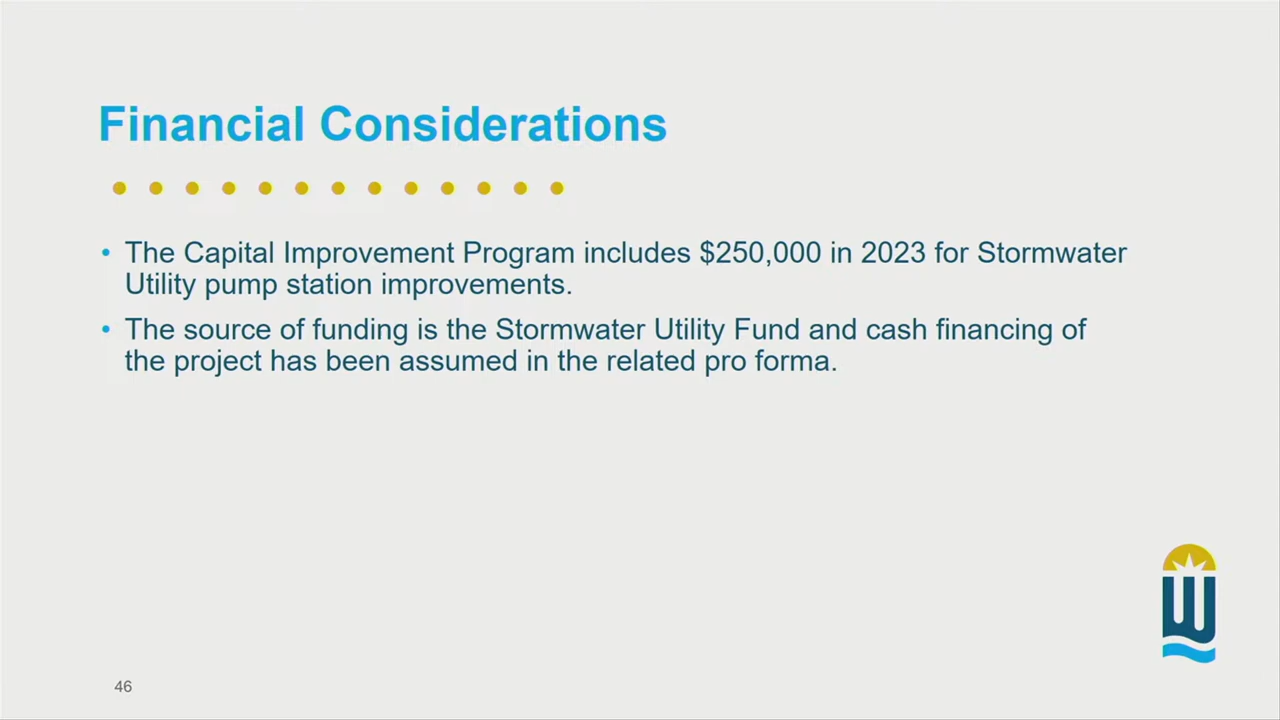 Financial Considerations
• The Capital Improvement Program includes $250,000 in 2023 for Stormwater
Utility pump station improvements.
• The source of funding is the Stormwater Utility Fund and cash financing of
the project has been assumed in the related pro forma.
W
46